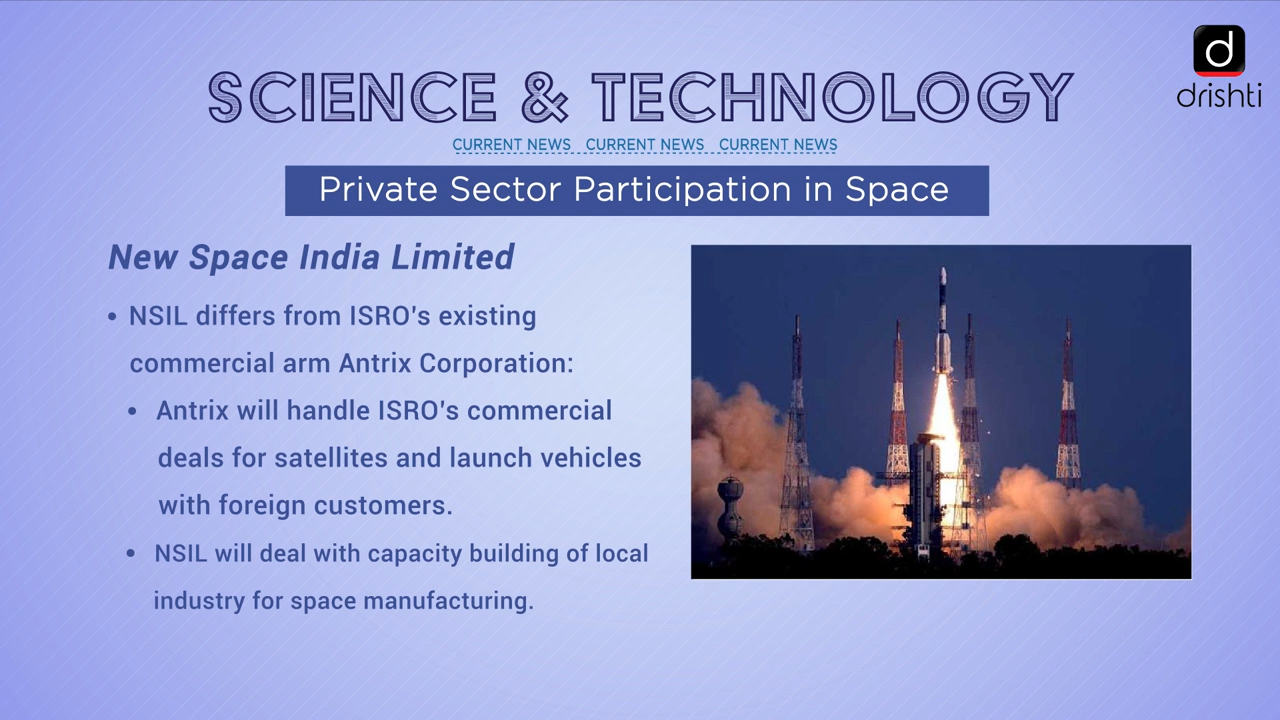 d
drishti
SCIENCE & TECHNOLOGY
CURRENT NEWS CURRENT NEWS CURRENT NEWS
Private Sector Participation in Space
New Space India Limited
• NSIL differs from ISRO's existing
commercial arm Antrix Corporation:
• Antrix will handle ISRO's commercial
deals for satellites and launch vehicles
with foreign customers.
• NSIL will deal with capacity building of local
industry for space manufacturing.